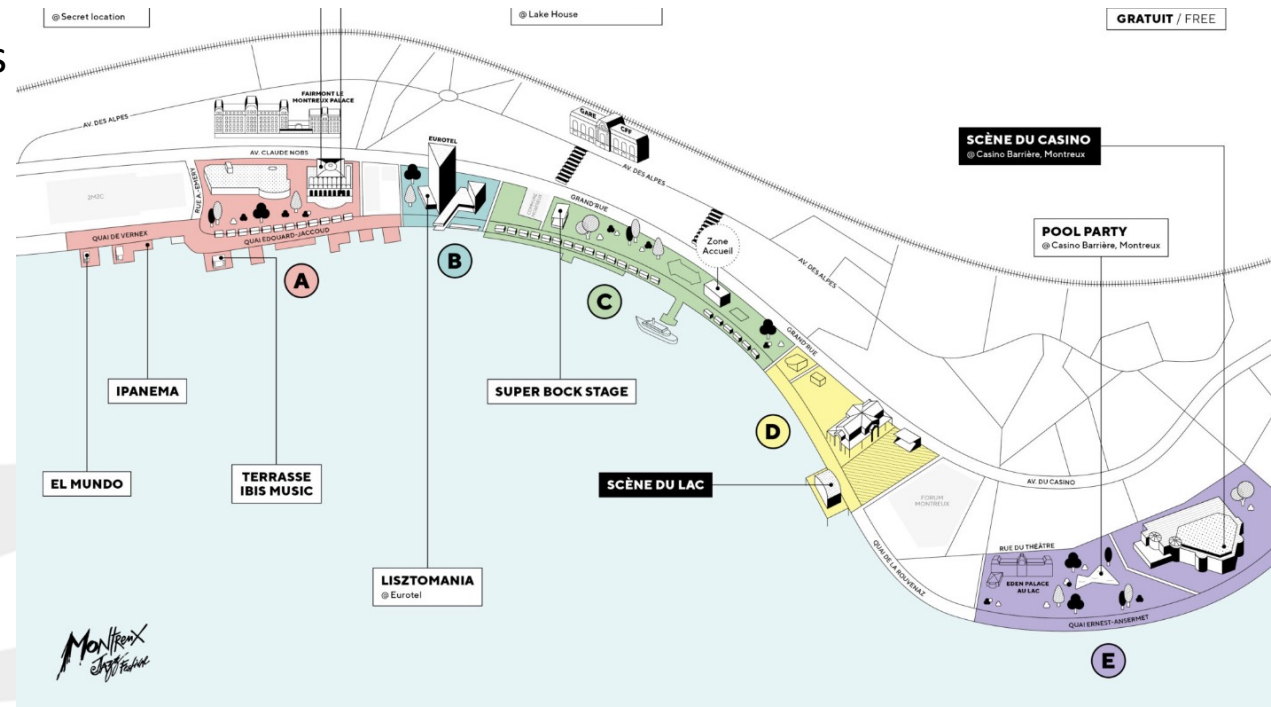 S
@ Secret location
@ Lake House
GRATUIT / FREE
FAIRMONT LE
MONTREUX PALACE
AV. DES ALPES
EUROTEL
GARE CFF
SCÈNE DU CASINO
@ Casino Barrière, Montreux
AV. CLAUDE NOBS
AV. DES ALPES
2M2C
RUE A.-EMERY
GRAND'RUE
QUAI DE VERNEX
QUAI EDOUARD-JACCOUD
Zone
Accueil
POOL PARTY
@ Casino Barrière, Montreux
AV. DES ALPES
A
B
C
GRAND'RUE
IPANEMA
SUPER BOCK STAGE
D
EL MUNDO
TERRASSE
IBIS MUSIC
SCÈNE DU LAC
AV. DU CASINO
FORUM
MONTREUX
QUAI DE LA ROUVENAZ
RUE DU THÉÂTRE
EDEN PALACE
AU LAC
LISZTOMANIA
@ Eurotel
QUAI ERNEST-ANSERMET
MONTREUX
Jazz Festival
E